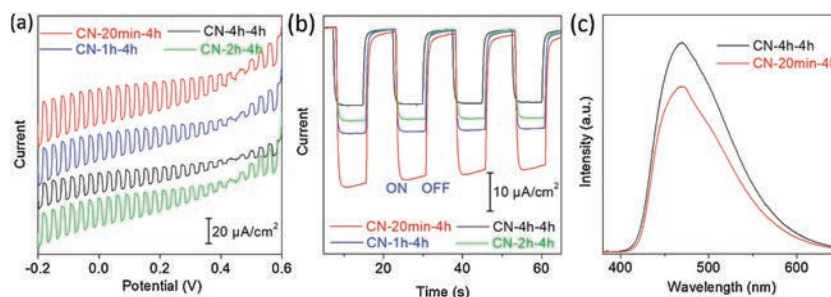 (a)
CN-20min-4h
CN-4h-4h
CN-1h-4h
CN-2h-4h
Current
20 µA/cm²
-0.2 0.0 0.2 0.4 0.6
Potential (V)
(b)
Current
ON OFF
10 µA/cm²
CN-20min-4h
CN-4h-4h
CN-1h-4h
CN-2h-4h
20 40 60
Time (s)
(c)
CN-4h-4h
CN-20min-4h
Intensity (a.u.)
400 500 600
Wavelength (nm)